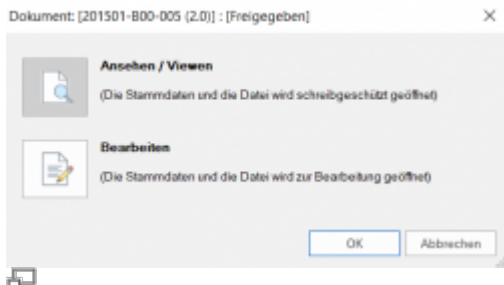 Dokument: [201501-B00-005 (2.0)] : [Freigegeben]
Ansehen / Viewen
(Die Stammdaten und die Datei wird schreibgeschützt geöffnet)
Bearbeiten
(Die Stammdaten und die Datei wird zur Bearbeitung geöffnet)
OK
Abbrechen